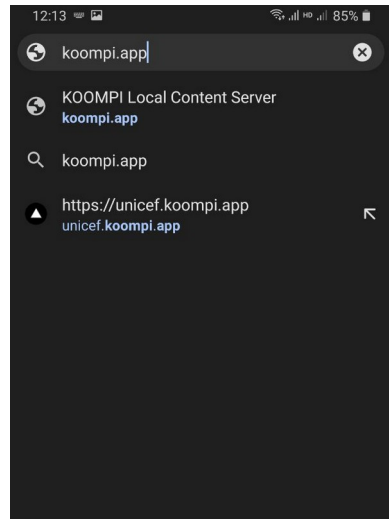 12:13 HD 85%
koompi.app
KOOMPI Local Content Server
koompi.app
koompi.app
https://unicef.koompi.app
unicef.koompi.app